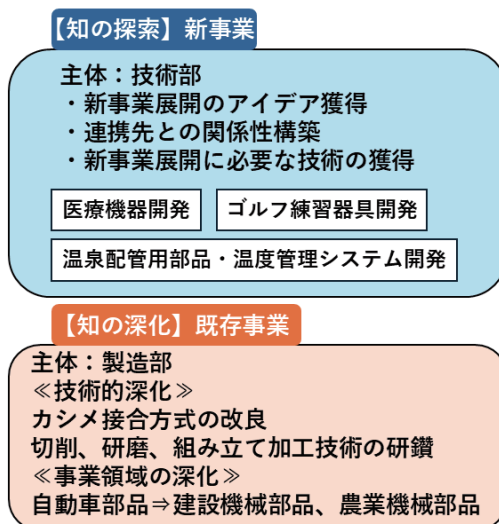 【知の探索】新事業
主体：技術部
・新事業展開のアイデア獲得
・連携先との関係性構築
・新事業展開に必要な技術の獲得
医療機器開発
ゴルフ練習器具開発
温泉配管用部品・温度管理システム開発
【知の深化】既存事業
主体：製造部
≪技術的深化≫
カシメ接合方式の改良
切削、研磨、組み立て加工技術の研鑽
≪事業領域の深化≫
自動車部品⇒建設機械部品、農業機械部品